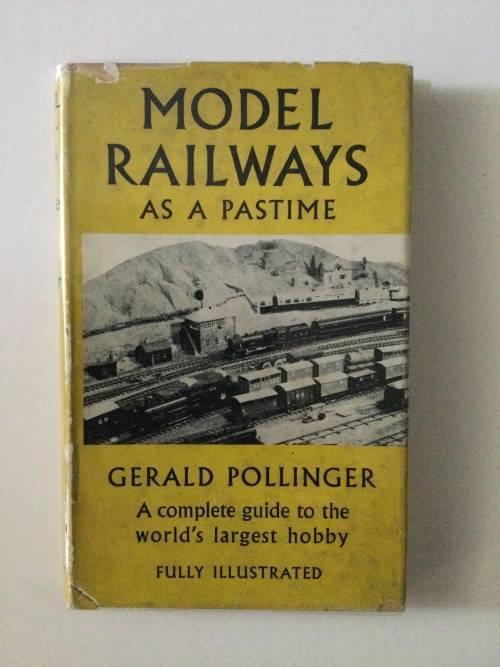 MODEL
RAILWAYS
AS A PASTIME
GERALD POLLINGER
A complete guide to the
world's largest hobby
FULLY ILLUSTRATED